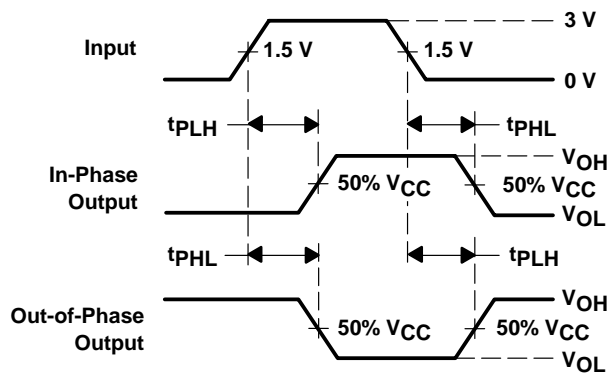 3 V
Input
1.5 V
1.5 V
0 V
tPLH
tPHL
VOH
In-Phase
Output
50% VCC
50% VCC
VOL
tPHL
tPLH
VOH
Out-of-Phase
Output
50% VCC
50% VCC
VOL